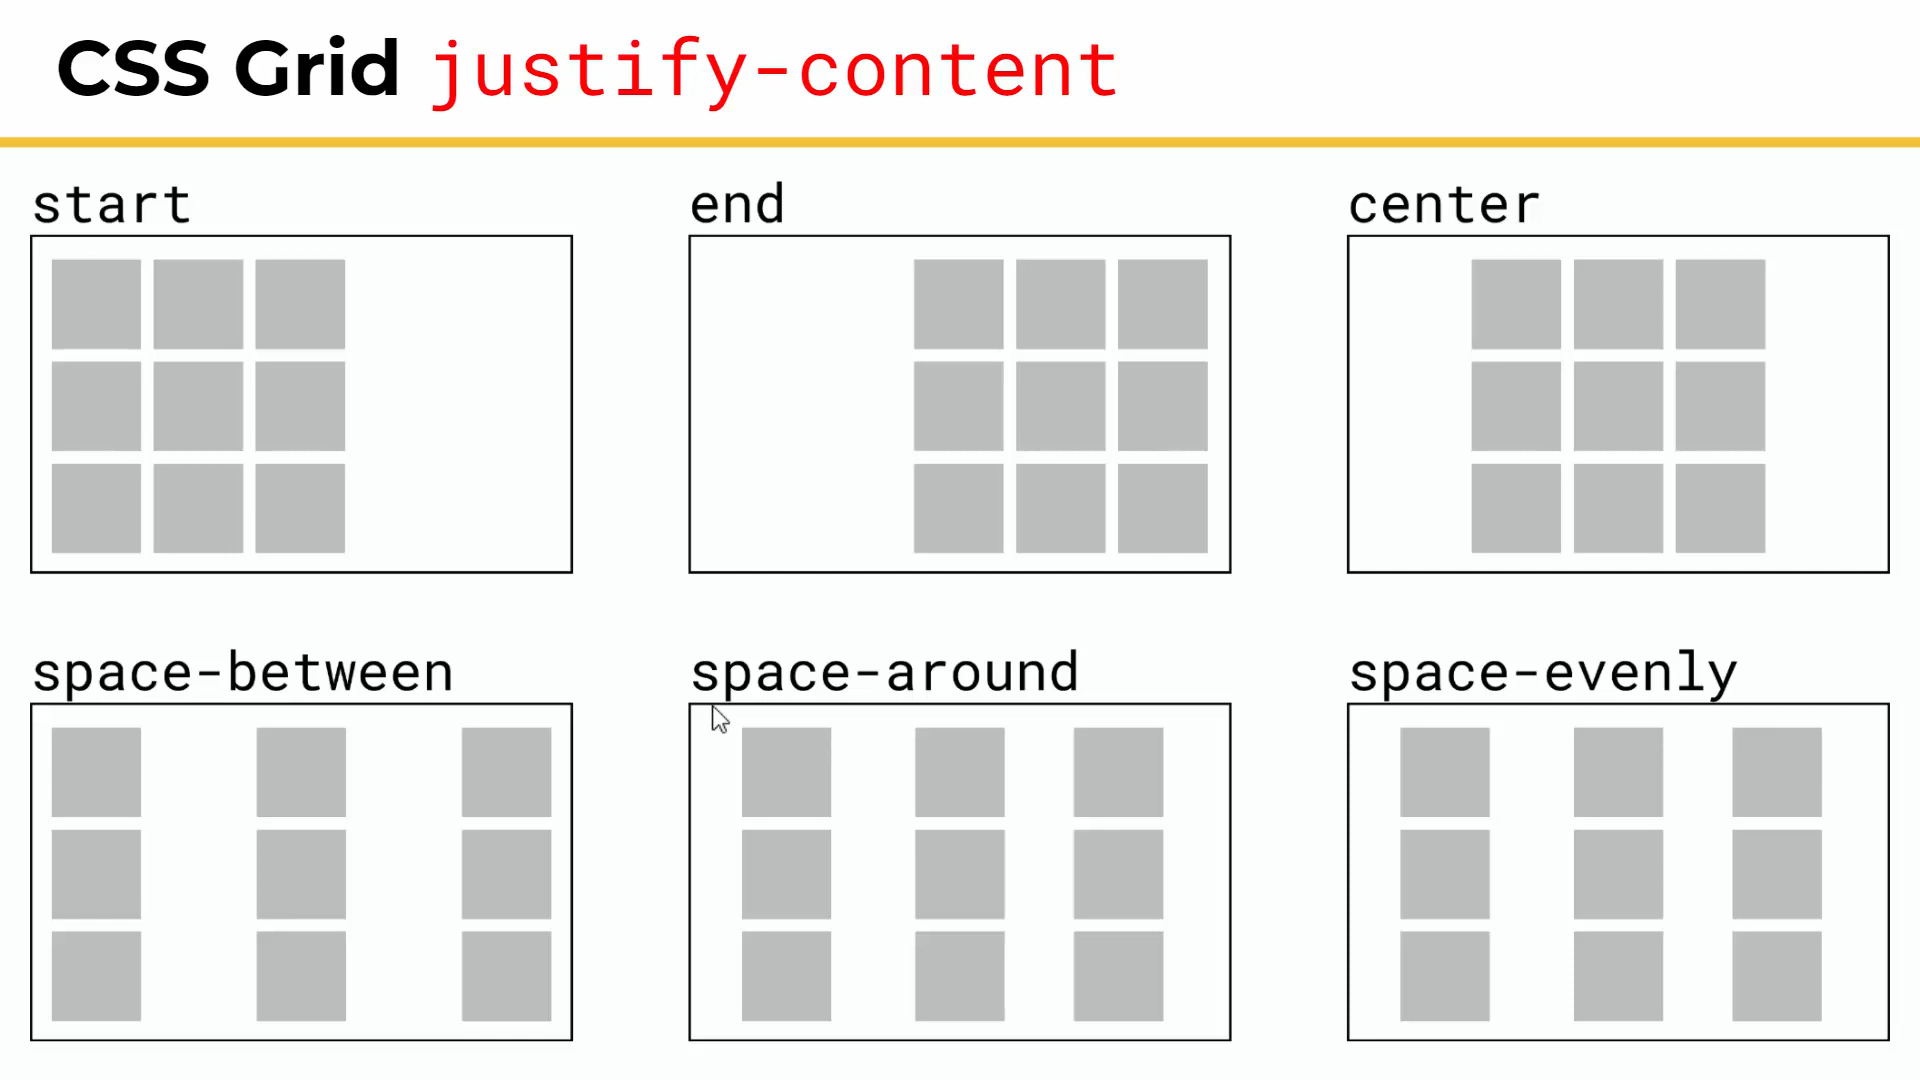 CSS Grid justify-content
start
end
center
space-between
space-around
space-evenly